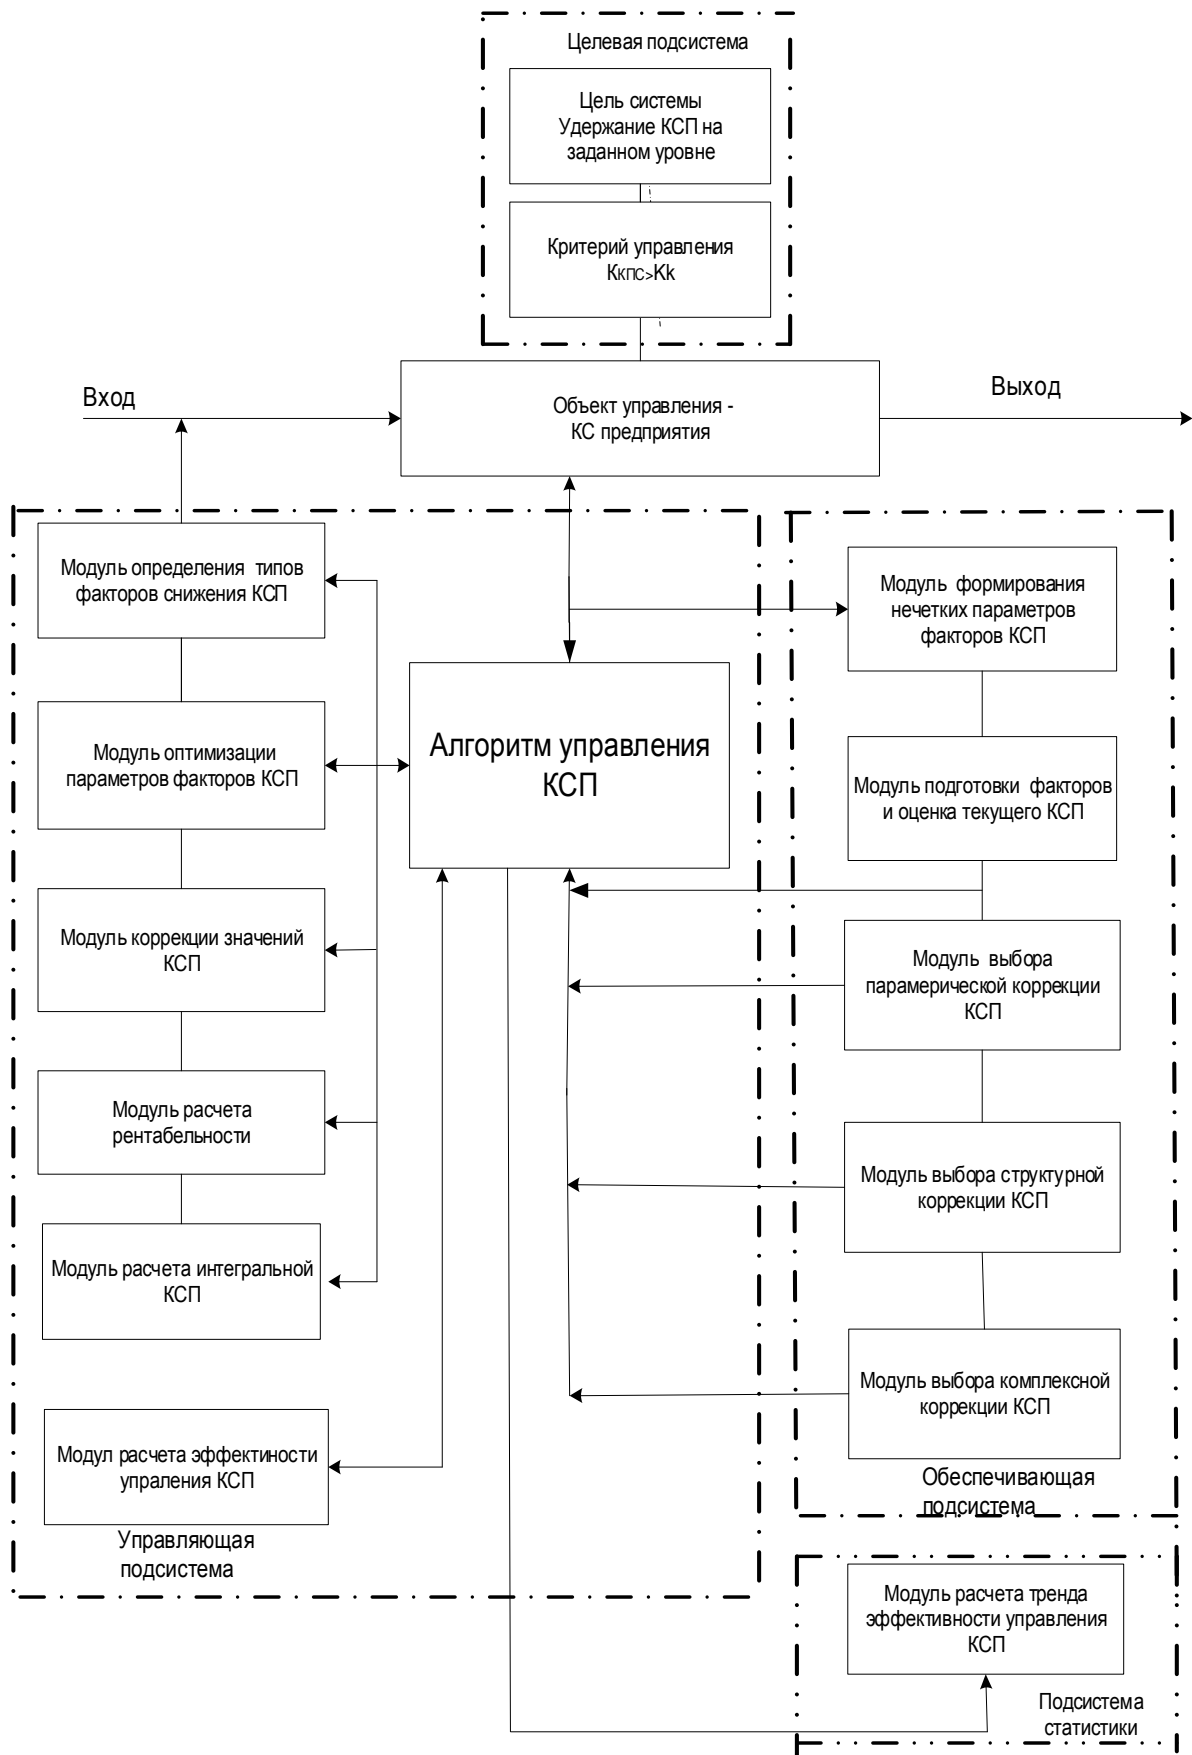 Целевая подсистема
Цель системы
Удержание КСП на
заданном уровне
Критерий управления
Ккпс>Kk
Вход
Объект управления -
КС предприятия
Выход
Модуль определения типов
факторов снижения КСП
Модуль оптимизации
параметров факторов КСП
Модуль коррекции значений
КСП
Модуль расчета
рентабельности
Модуль расчета интегральной
КСП
Модул расчета эффектиности
упраления КСП
Управляющая
подсистема
Алгоритм управления
КСП
Модуль формирования
нечетких параметров
факторов КСП
Модуль подготовки факторов
и оценка текущего КСП
Модуль выбора
парамерической коррекции
КСП
Модуль выбора структурной
коррекции КСП
Модуль выбора комплексной
коррекции КСП
Обеспечивающая
подсистема
Модуль расчета тренда
эффективности управления
КСП
Подсистема
статистики